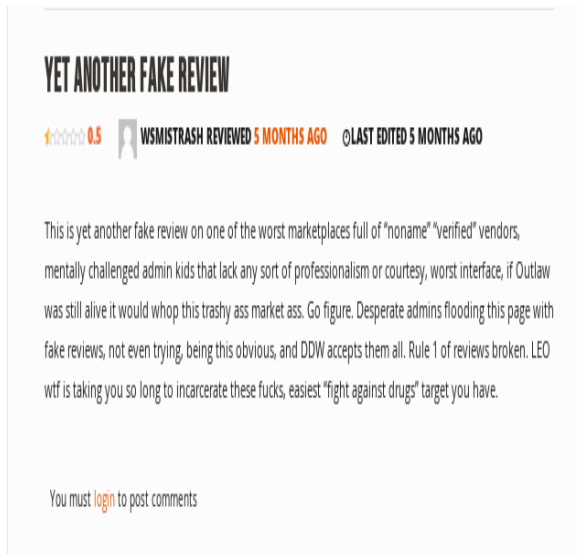 YET ANOTHER FAKE REVIEW
0.5 WSMISTRASH REVIEWED 5 MONTHS AGO LAST EDITED 5 MONTHS AGO
This is yet another fake review on one of the worst marketplaces full of “noname” “verified” vendors,
mentally challenged admin kids that lack any sort of professionalism or courtesy, worst interface, if Outlaw
was still alive it would whop this trashy ass market ass. Go figure. Desperate admins flooding this page with
fake reviews, not even trying, being this obvious, and DDW accepts them all. Rule 1 of reviews broken. LEO
wtf is taking you so long to incarcerate these fucks, easiest “fight against drugs” target you have.
You must login to post comments